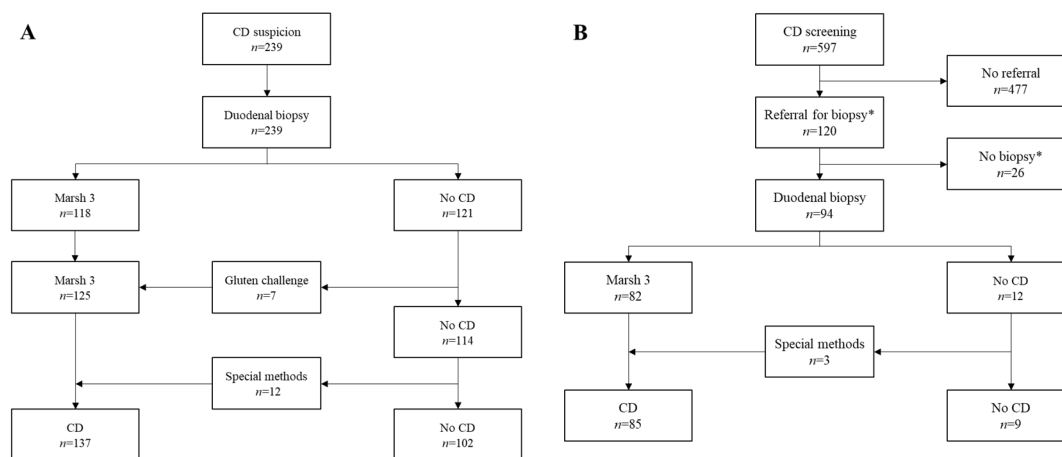 A
CD suspicion
n=239
Duodenal biopsy
n=239
Marsh 3
n=118
No CD
n=121
Marsh 3
n=125
Gluten challenge
n=7
No CD
n=114
Special methods
n=12
CD
n=137
No CD
n=102
B
CD screening
n=597
No referral
n=477
Referral for biopsy*
n=120
No biopsy*
n=26
Duodenal biopsy
n=94
Marsh 3
n=82
No CD
n=12
Special methods
n=3
CD
n=85
No CD
n=9